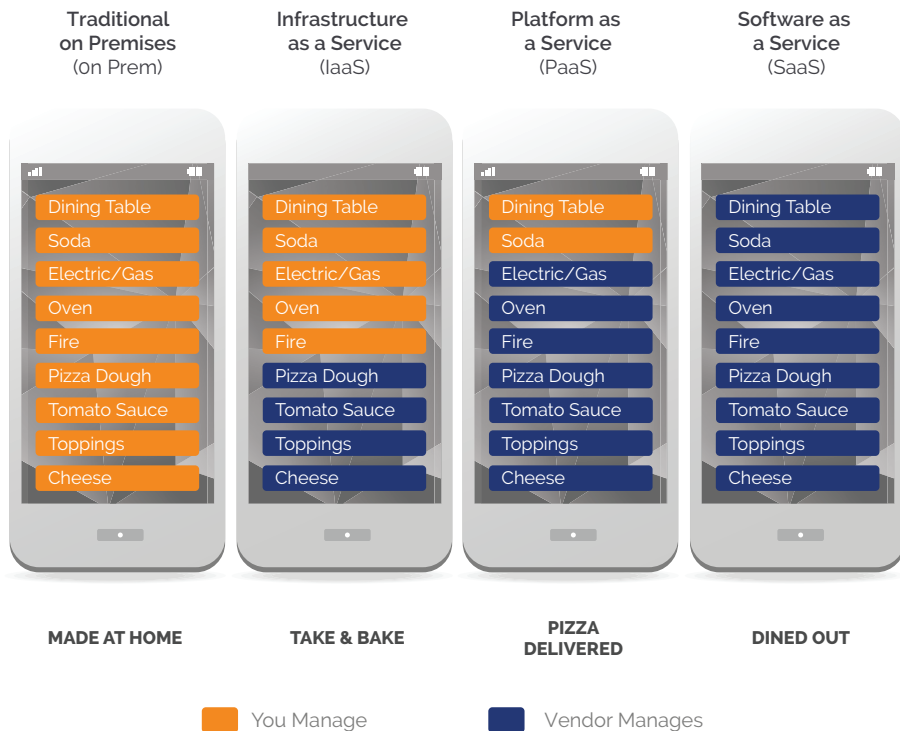 Traditional
on Premises
(On Prem)
Infrastructure
as a Service
(IaaS)
Platform as
a Service
(PaaS)
Software as
a Service
(SaaS)
Dining Table
Soda
Electric/Gas
Oven
Fire
Pizza Dough
Tomato Sauce
Toppings
Cheese
Dining Table
Soda
Electric/Gas
Oven
Fire
Pizza Dough
Tomato Sauce
Toppings
Cheese
Dining Table
Soda
Electric/Gas
Oven
Fire
Pizza Dough
Tomato Sauce
Toppings
Cheese
Dining Table
Soda
Electric/Gas
Oven
Fire
Pizza Dough
Tomato Sauce
Toppings
Cheese
MADE AT HOME
TAKE & BAKE
PIZZA
DELIVERED
DINED OUT
You Manage
Vendor Manages